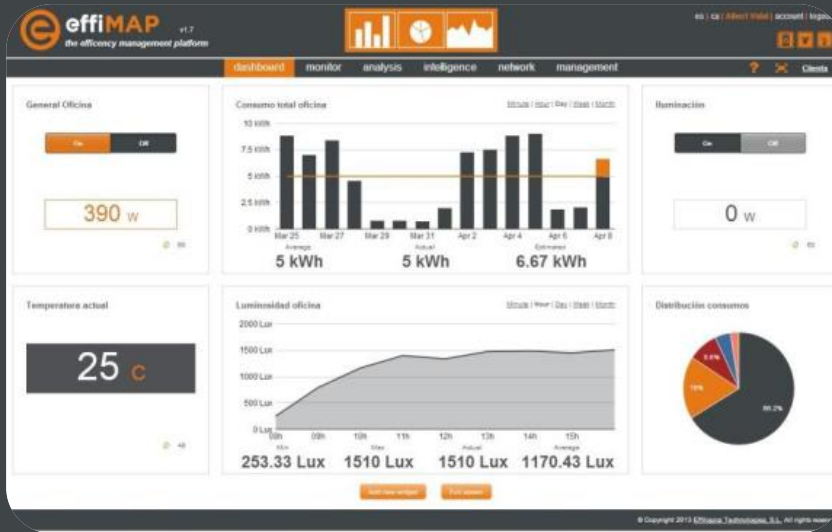 effiMAP v1.7
the efficency management platform
es | ca | Albert Vidal | account | logout
dashboard monitor analysis intelligence network management ? Clients
General Oficina
On Off
390 W
Consumo total oficina
Minute | Hour | Day | Week | Month
10 kWh
7.5 kWh
5 kWh
2.5 kWh
0 kWh
Mar 25 Mar 27 Mar 29 Mar 31 Apr 2 Apr 4 Apr 6 Apr 8
Average Actual Estimated
5 kWh 5 kWh 6.67 kWh
Iluminación
On Off
0 W
Temperatura actual
25 C
Luminosidad oficina
Minute | Hour | Day | Week | Month
2000 Lux
1500 Lux
1000 Lux
500 Lux
0 Lux
08h 09h 10h 11h 12h 13h 14h 15h
Min Max Actual Average
253.33 Lux 1510 Lux 1510 Lux 1170.43 Lux
Distribución consumos
66.2%
Add new widget Full screen
© Copyright 2013 Effilogics Technologies, S.L. All rights